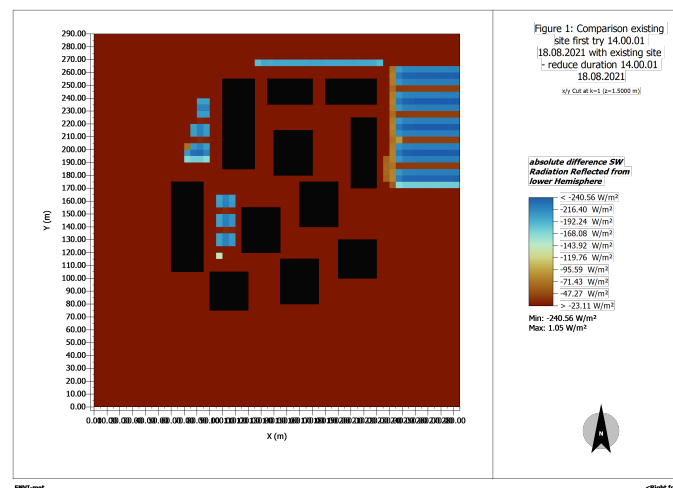 Figure 1: Comparison existing
site first try 14.00.01
18.08.2021 with existing site
- reduce duration 14.00.01
18.08.2021
x/y Cut at k=1 (z=1.5000 m)
290.00
280.00
270.00
260.00
250.00
240.00
230.00
220.00
210.00
200.00
190.00
180.00
170.00
160.00
150.00
140.00
130.00
120.00
110.00
100.00
90.00
80.00
70.00
60.00
50.00
40.00
30.00
20.00
10.00
0.00
Y (m)
X (m)
absolute difference SW
Radiation Reflected from
lower Hemisphere
< -240.56 W/m²
-216.40 W/m²
-192.24 W/m²
-168.08 W/m²
-143.92 W/m²
-119.76 W/m²
-95.59 W/m²
-71.43 W/m²
-47.27 W/m²
> -23.11 W/m²
Min: -240.56 W/m²
Max: 1.05 W/m²
N